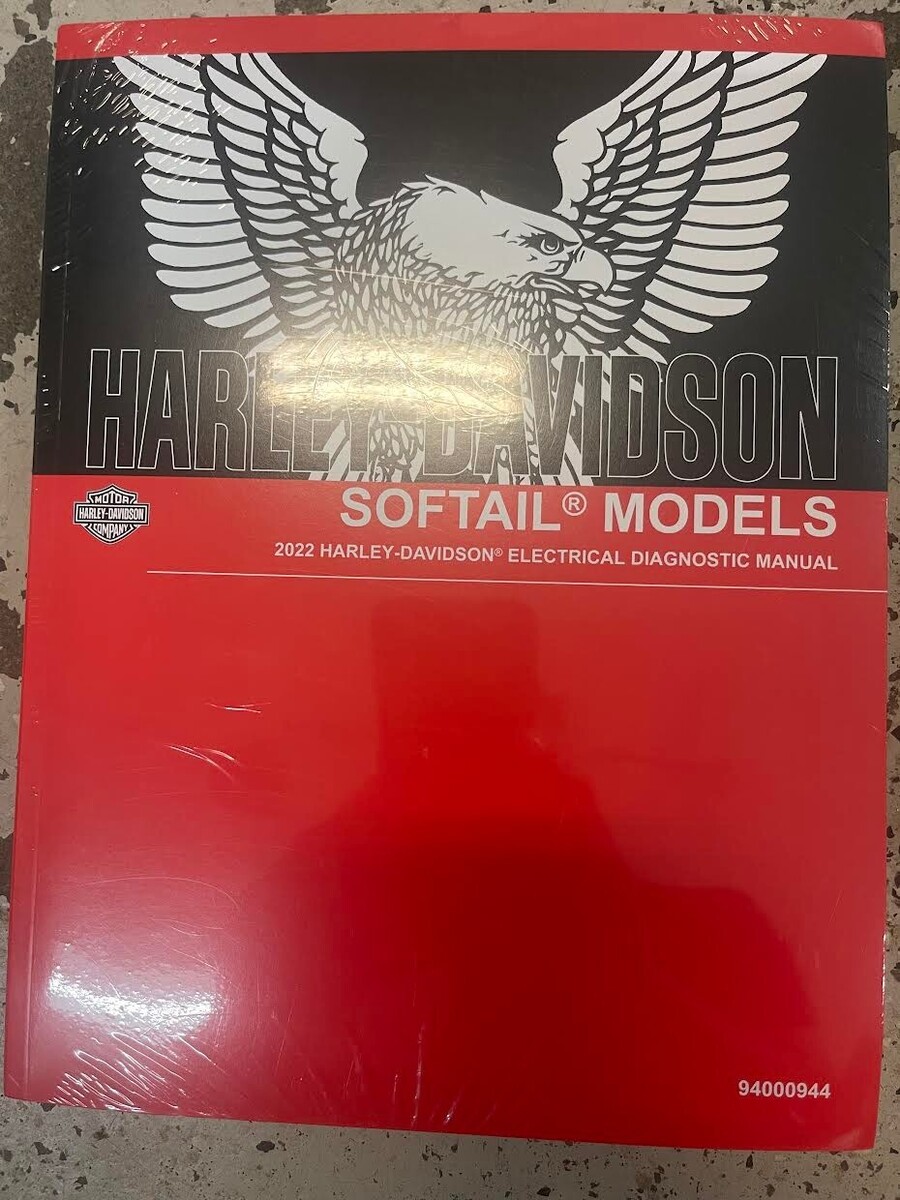 HARLEY-DAVIDSON
MOTOR
HARLEY-DAVIDSON
COMPANY
SOFTAIL® MODELS
2022 HARLEY-DAVIDSON® ELECTRICAL DIAGNOSTIC MANUAL
94000944